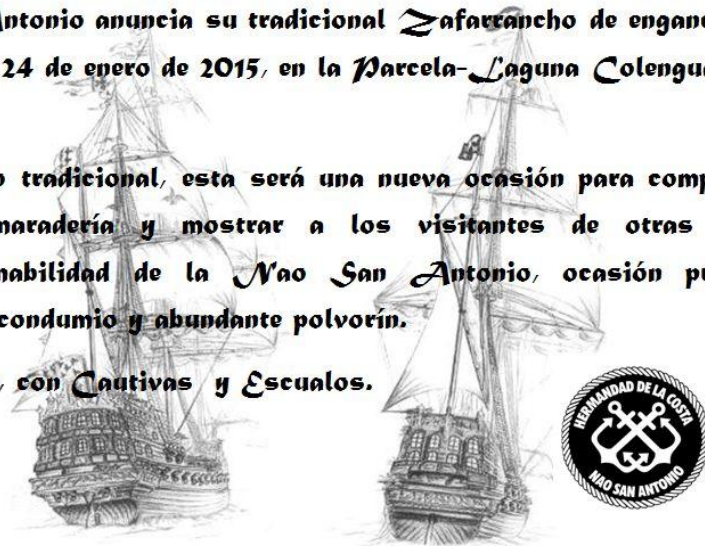 Antonio anuncia su tradicional Zafarrancho de engan
24 de enero de 2015, en la Parcela-Laguna Colengua
o tradicional, esta será una nueva ocasión para comp
maradería y mostrar a los visitantes de otras
nabilidad de la Nao San Antonio, ocasión pu
condumio y abundante polvorín.
, con Cautivas y Escualos.
HERMANDAD DE LA COSTA
NAO SAN ANTONIO